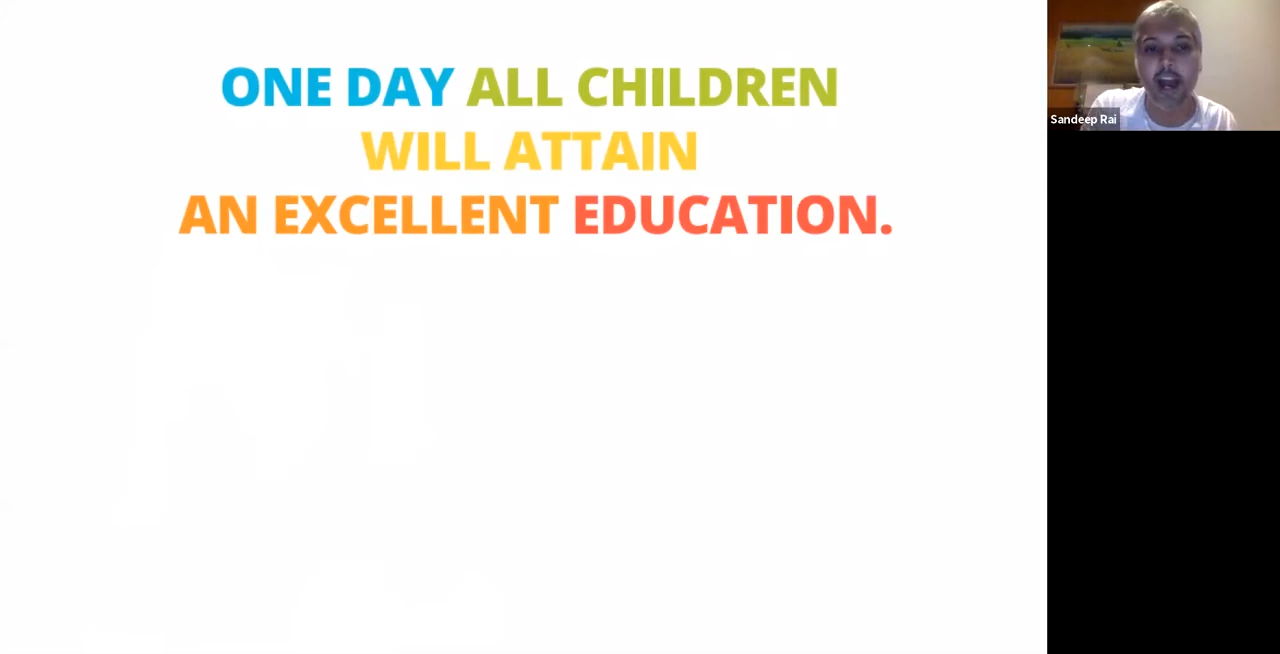 ONE DAY ALL CHILDREN
WILL ATTAIN
AN EXCELLENT EDUCATION.
Sandeep Rai